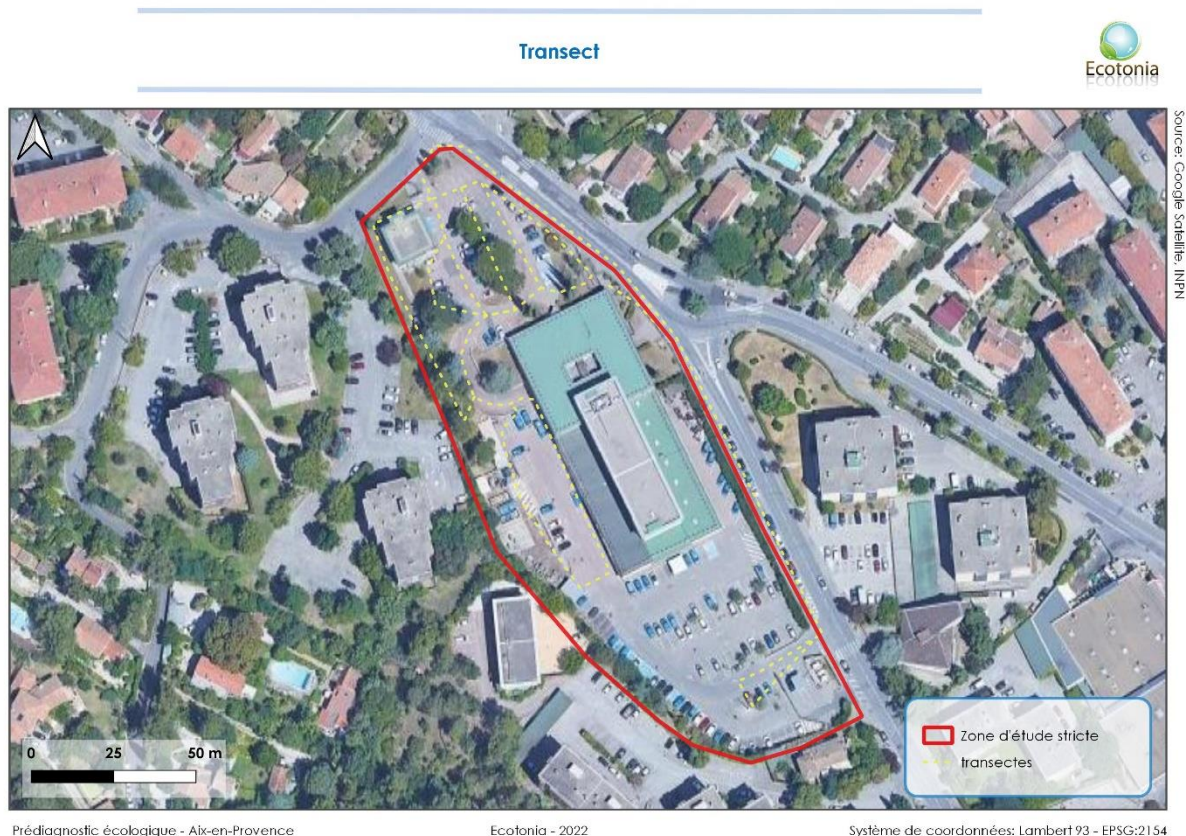 Transect
Ecotonia
Source: Google Satellite, INPN
0 25 50 m
Zone d'étude stricte
transectes
Prédiagnostic écologique - Aix-en-Provence
Ecotonia - 2022
Système de coordonnées: Lambert 93 - EPSG:2154